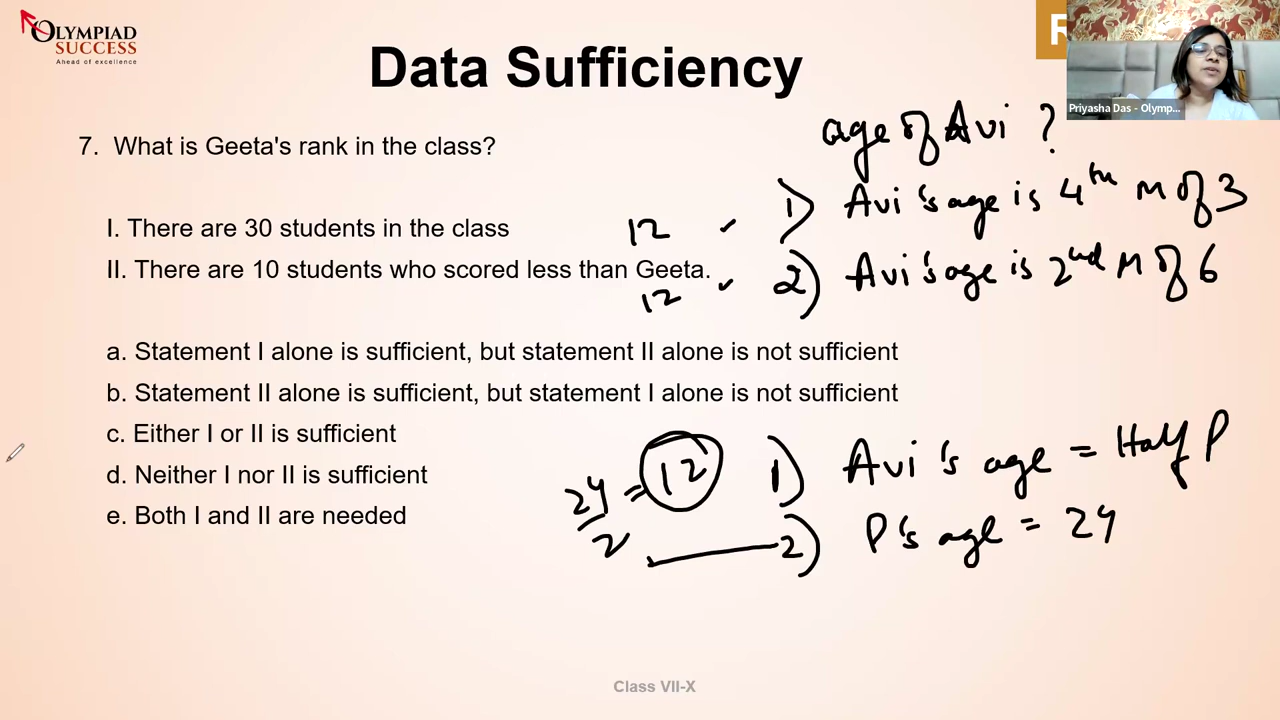 OLYMPIAD
SUCCESS
Ahead of excellence
Data Sufficiency
R
Priyasha Das - Olymp...
7. What is Geeta's rank in the class?
I. There are 30 students in the class
II. There are 10 students who scored less than Geeta.
a. Statement I alone is sufficient, but statement II alone is not sufficient
b. Statement II alone is sufficient, but statement I alone is not sufficient
c. Either I or II is sufficient
d. Neither I nor II is sufficient
e. Both I and II are needed
age of Avi ?
12 ✓ 1) Avi's age is 4th M of 3
12 ✓ 2) Avi's age is 2nd M of 6
1) Avi's age = Half P
24/2 = 12
2) P's age = 24
Class VII-X